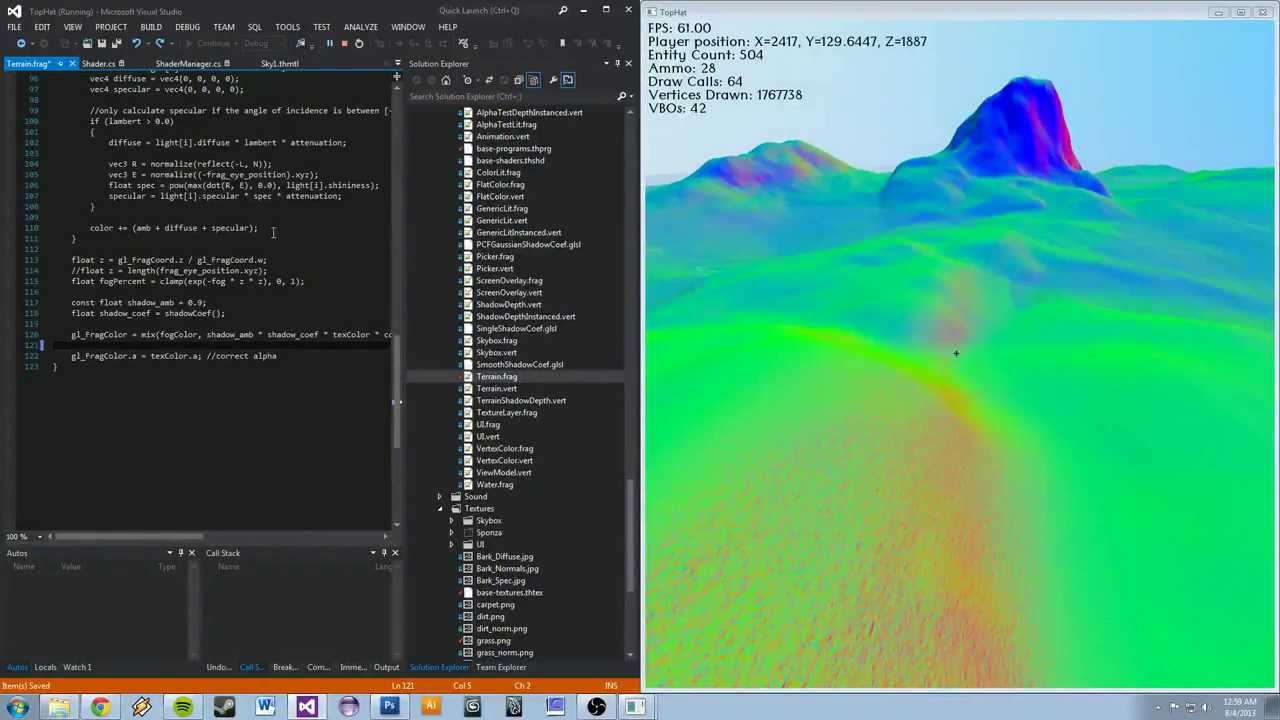 TopHat (Running) - Microsoft Visual Studio
Quick Launch (Ctrl+Q)
FILE EDIT VIEW PROJECT BUILD DEBUG TEAM SQL TOOLS TEST ANALYZE WINDOW HELP
Continue Debug
Terrain.frag* Shader.cs ShaderManager.cs Sky1.thmtl
96 vec4 diffuse = vec4(0, 0, 0, 0);
97 vec4 specular = vec4(0, 0, 0, 0);
98
99 //only calculate specular if the angle of incidence is between [-
100 if (lambert > 0.0)
101 {
102 diffuse = light[i].diffuse * lambert * attenuation;
103
104 vec3 R = normalize(reflect(-L, N));
105 vec3 E = normalize((-frag_eye_position).xyz);
106 float spec = pow(max(dot(R, E), 0.0), light[i].shininess);
107 specular = light[i].specular * spec * attenuation;
108 }
109
110 color += (amb + diffuse + specular);
111 }
112
113 float z = gl_FragCoord.z / gl_FragCoord.w;
114 //float z = length(frag_eye_position.xyz);
115 float fogPercent = clamp(exp(-fog * z * z), 0, 1);
116
117 const float shadow_amb = 0.9;
118 float shadow_coef = shadowCoef();
119
120 gl_FragColor = mix(fogColor, shadow_amb * shadow_coef * texColor * co
121
122 gl_FragColor.a = texColor.a; //correct alpha
123 }
100 %
Autos
Name Value Type
Call Stack
Name Lang
Autos Locals Watch 1
Undo... Call S... Break... Com... Imme... Output
Solution Explorer
Search Solution Explorer (Ctrl+;)
AlphaTestDepthInstanced.vert
AlphaTestLit.frag
Animation.vert
base-programs.thprg
base-shaders.thshd
ColorLit.frag
FlatColor.frag
FlatColor.vert
GenericLit.frag
GenericLit.vert
GenericLitInstanced.vert
PCFGaussianShadowCoef.glsl
Picker.frag
Picker.vert
ScreenOverlay.frag
ScreenOverlay.vert
ShadowDepth.vert
ShadowDepthInstanced.vert
SingleShadowCoef.glsl
Skybox.frag
Skybox.vert
SmoothShadowCoef.glsl
Terrain.frag
Terrain.vert
TerrainShadowDepth.vert
TextureLayer.frag
UI.frag
UI.vert
VertexColor.frag
VertexColor.vert
ViewModel.vert
Water.frag
Sound
Textures
Skybox
Sponza
UI
Bark_Diffuse.jpg
Bark_Normals.jpg
Bark_Spec.jpg
base-textures.thtex
carpet.png
dirt.png
dirt_norm.png
grass.png
grass_norm.png
Solution Explorer Team Explorer
Item(s) Saved Ln 121 Col 5 Ch 2 INS
TopHat
FPS: 61.00
Player position: X=2417, Y=129.6447, Z=1887
Entity Count: 504
Ammo: 28
Draw Calls: 64
Vertices Drawn: 1767738
VBOs: 42
12:59 AM
8/4/2013